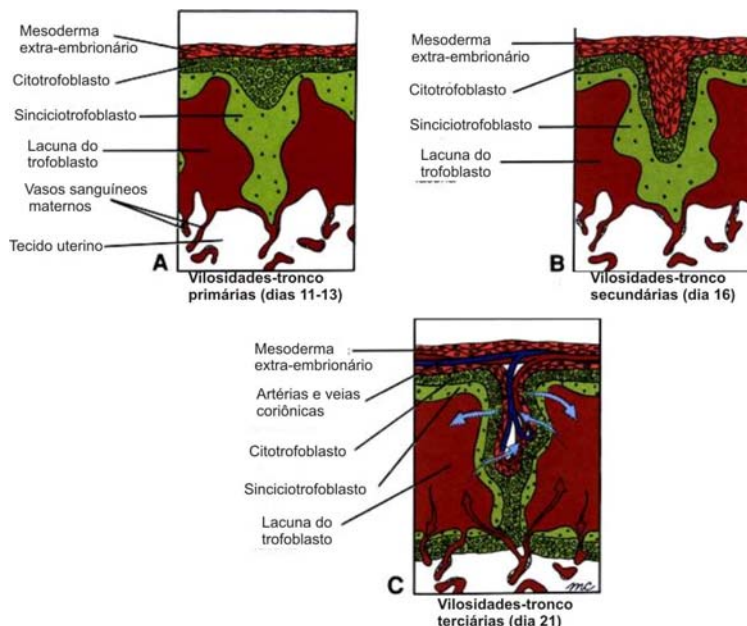 Mesoderma
extra-embrionário
Citotrofoblasto
Sinciciotrofoblasto
Lacuna do
trofoblasto
Vasos sanguíneos
maternos
Tecido uterino
A
Vilosidades-tronco
primárias (dias 11-13)
Mesoderma
extra-embrionário
Citotrofoblasto
Sinciciotrofoblasto
Lacuna do
trofoblasto
B
Vilosidades-tronco
secundárias (dia 16)
Mesoderma
extra-embrionário
Artérias e veias
coriônicas
Citotrofoblasto
Sinciciotrofoblasto
Lacuna do
trofoblasto
C
mc
Vilosidades-tronco
terciárias (dia 21)